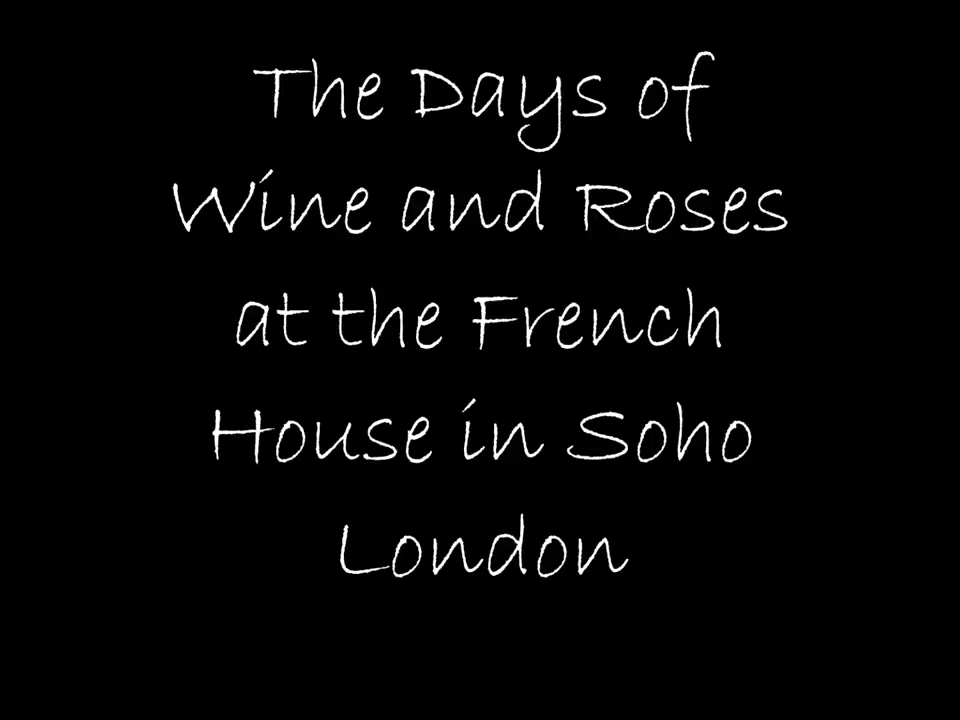 The Days of
Wine and Roses
at the French
House in Soho
London